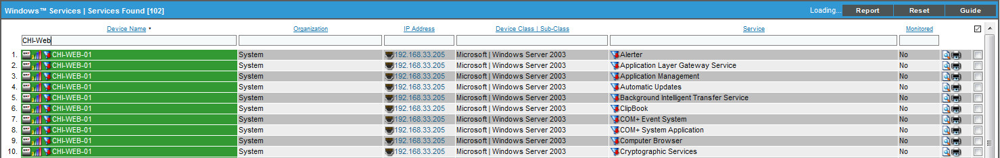 Windows™ Services | Services Found [102] Loading... Report Reset Guide
Device Name Organization IP Address Device Class | Sub-Class Service Monitored
CHI-Web
1. CHI-WEB-01 System 192.168.33.205 Microsoft | Windows Server 2003 Alerter No
2. CHI-WEB-01 System 192.168.33.205 Microsoft | Windows Server 2003 Application Layer Gateway Service No
3. CHI-WEB-01 System 192.168.33.205 Microsoft | Windows Server 2003 Application Management No
4. CHI-WEB-01 System 192.168.33.205 Microsoft | Windows Server 2003 Automatic Updates No
5. CHI-WEB-01 System 192.168.33.205 Microsoft | Windows Server 2003 Background Intelligent Transfer Service No
6. CHI-WEB-01 System 192.168.33.205 Microsoft | Windows Server 2003 ClipBook No
7. CHI-WEB-01 System 192.168.33.205 Microsoft | Windows Server 2003 COM+ Event System No
8. CHI-WEB-01 System 192.168.33.205 Microsoft | Windows Server 2003 COM+ System Application No
9. CHI-WEB-01 System 192.168.33.205 Microsoft | Windows Server 2003 Computer Browser No
10. CHI-WEB-01 System 192.168.33.205 Microsoft | Windows Server 2003 Cryptographic Services No